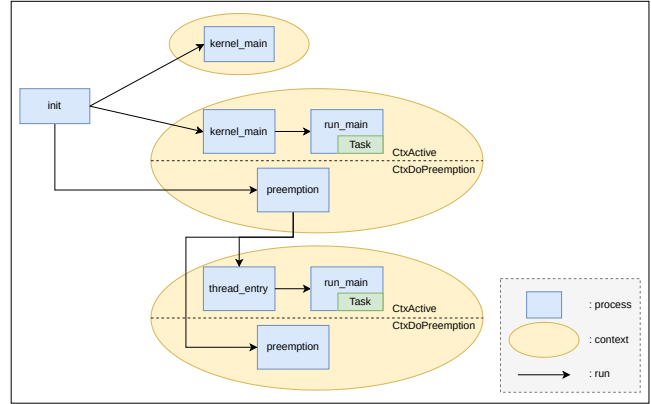 kernel_main
init
kernel_main
run_main
Task
CtxActive
CtxDoPreemption
preemption
thread_entry
run_main
Task
CtxActive
CtxDoPreemption
preemption
: process
: context
: run